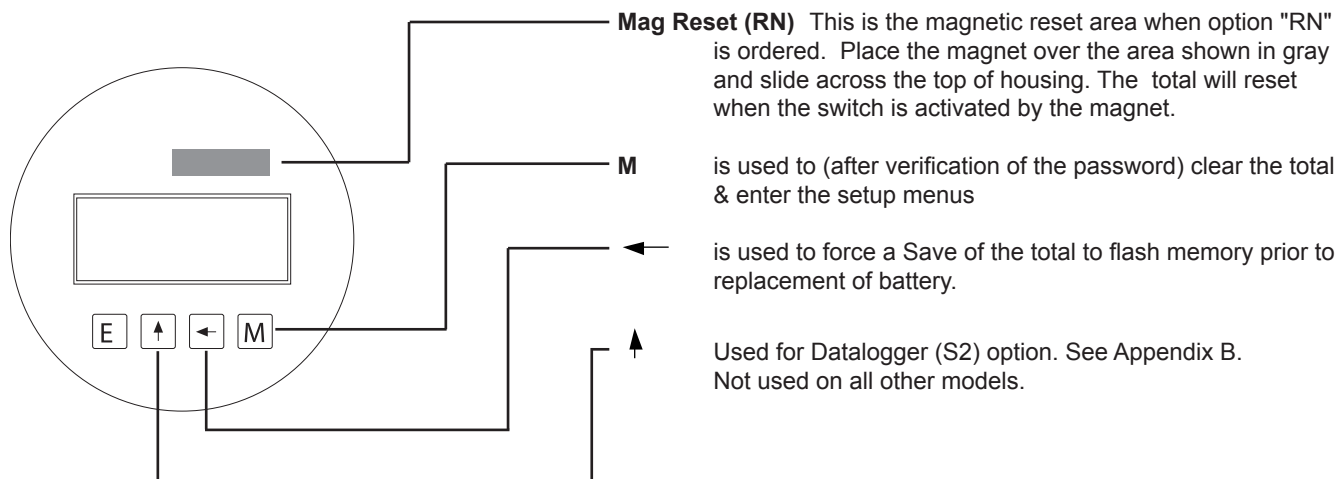 Mag Reset (RN) This is the magnetic reset area when option "RN"
is ordered. Place the magnet over the area shown in gray
and slide across the top of housing. The total will reset
when the switch is activated by the magnet.
M is used to (after verification of the password) clear the total
& enter the setup menus
← is used to force a Save of the total to flash memory prior to
replacement of battery.
↑ Used for Datalogger (S2) option. See Appendix B.
Not used on all other models.
E ↑ ← M